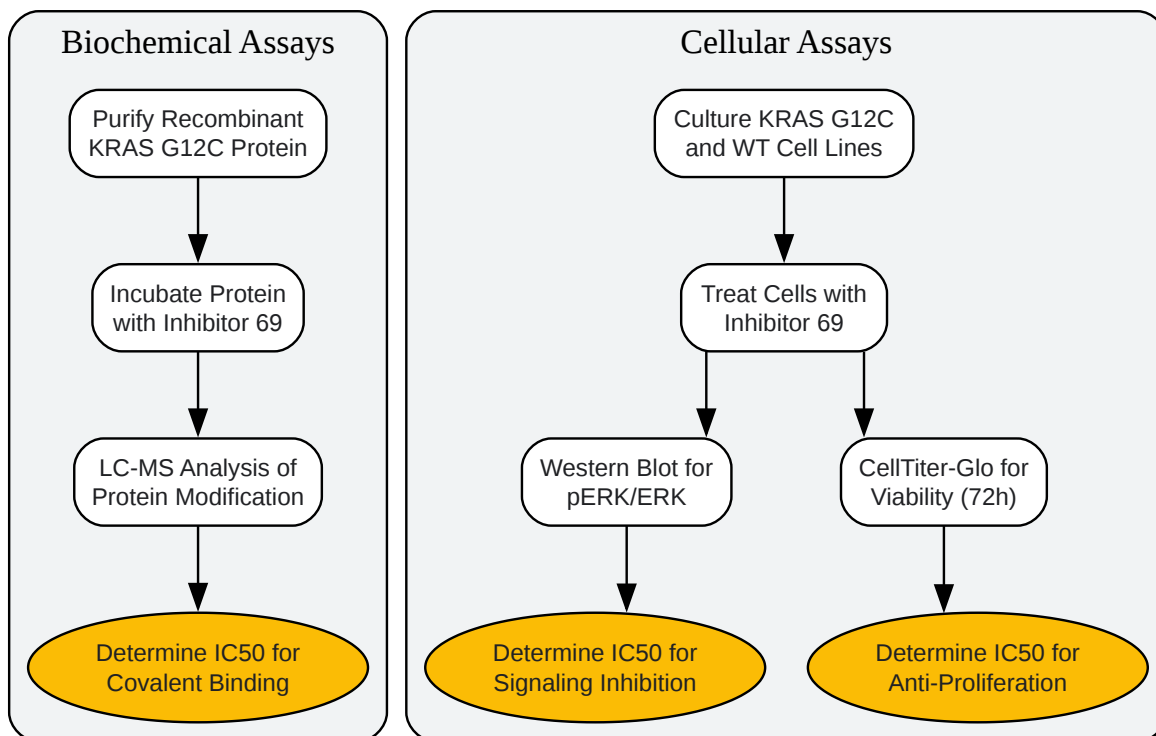 Biochemical Assays
Purify Recombinant
KRAS G12C Protein
Incubate Protein
with Inhibitor 69
LC-MS Analysis of
Protein Modification
Determine IC50 for
Covalent Binding
Cellular Assays
Culture KRAS G12C
and WT Cell Lines
Treat Cells with
Inhibitor 69
Western Blot for
pERK/ERK
Determine IC50 for
Signaling Inhibition
CellTiter-Glo for
Viability (72h)
Determine IC50 for
Anti-Proliferation